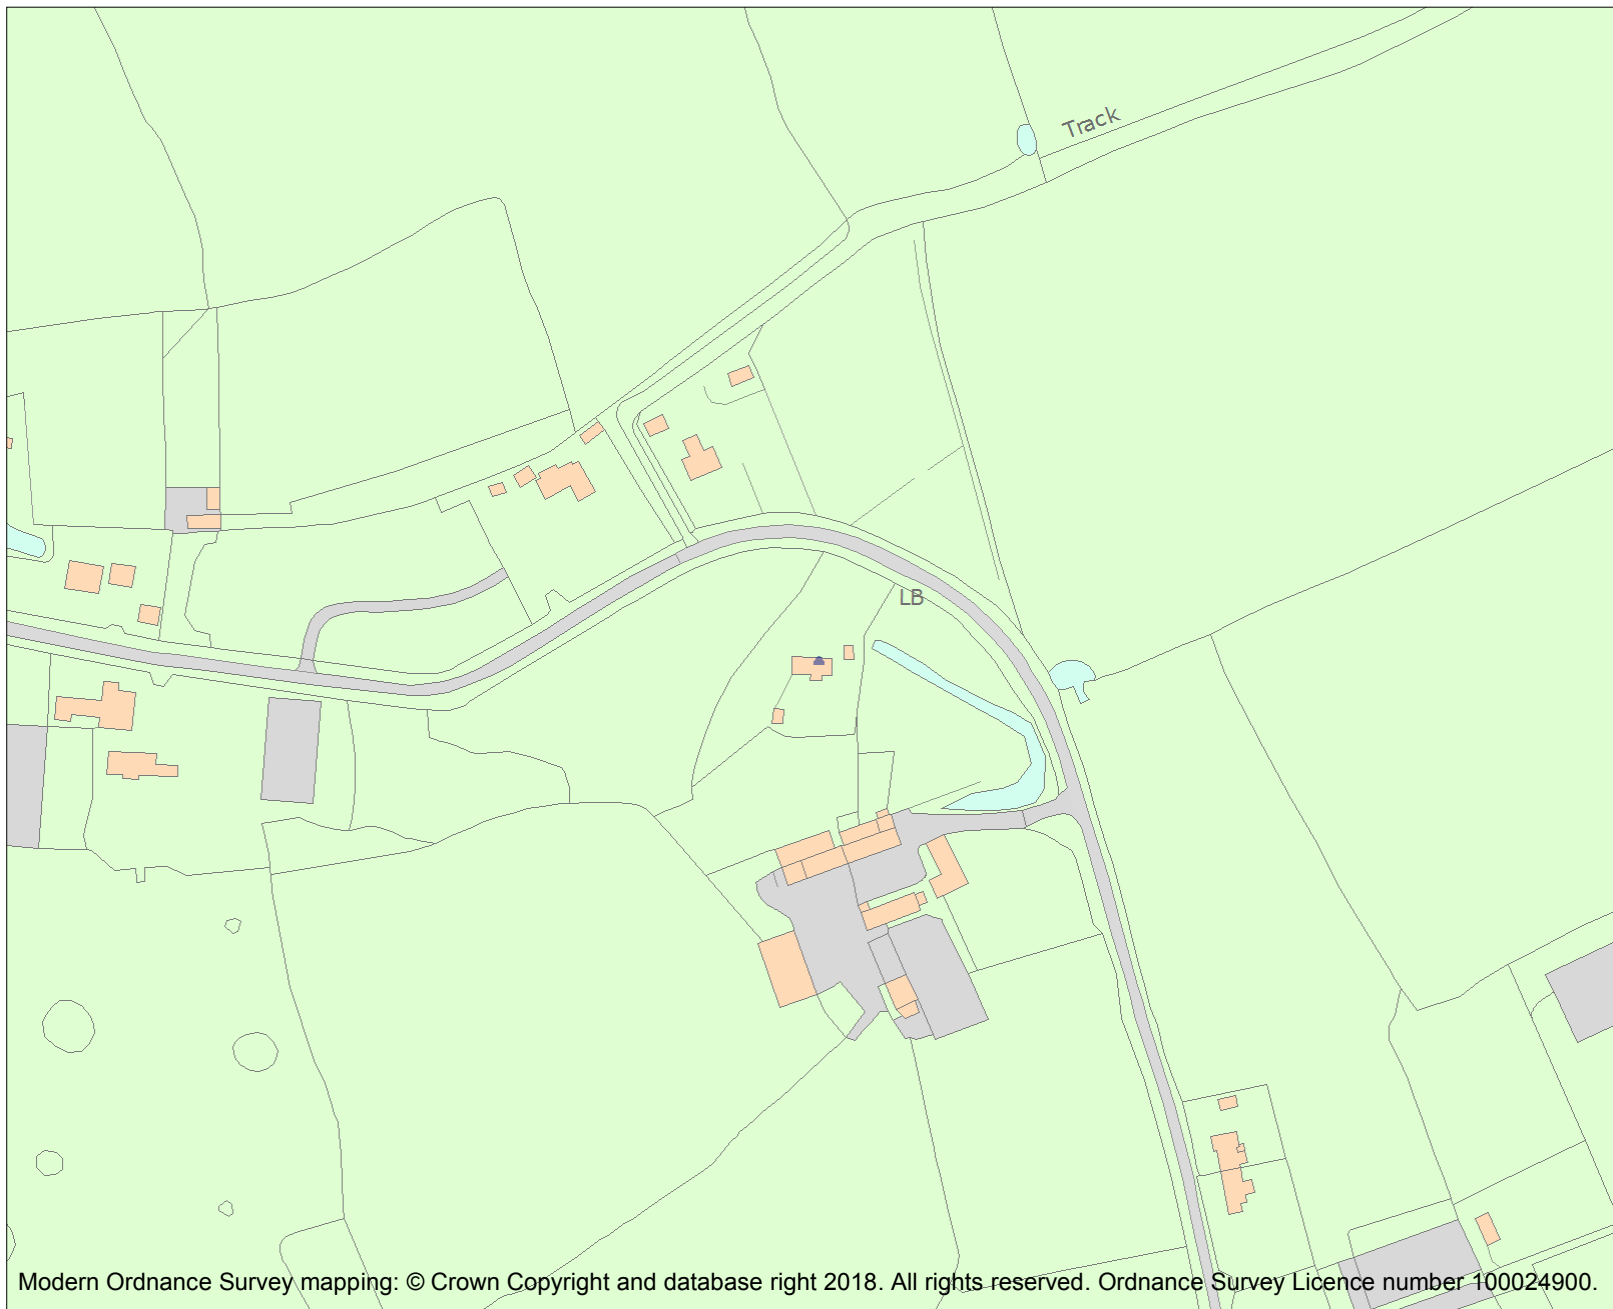 Track
LB
Modern Ordnance Survey mapping: © Crown Copyright and database right 2018. All rights reserved. Ordnance Survey Licence number 100024900.